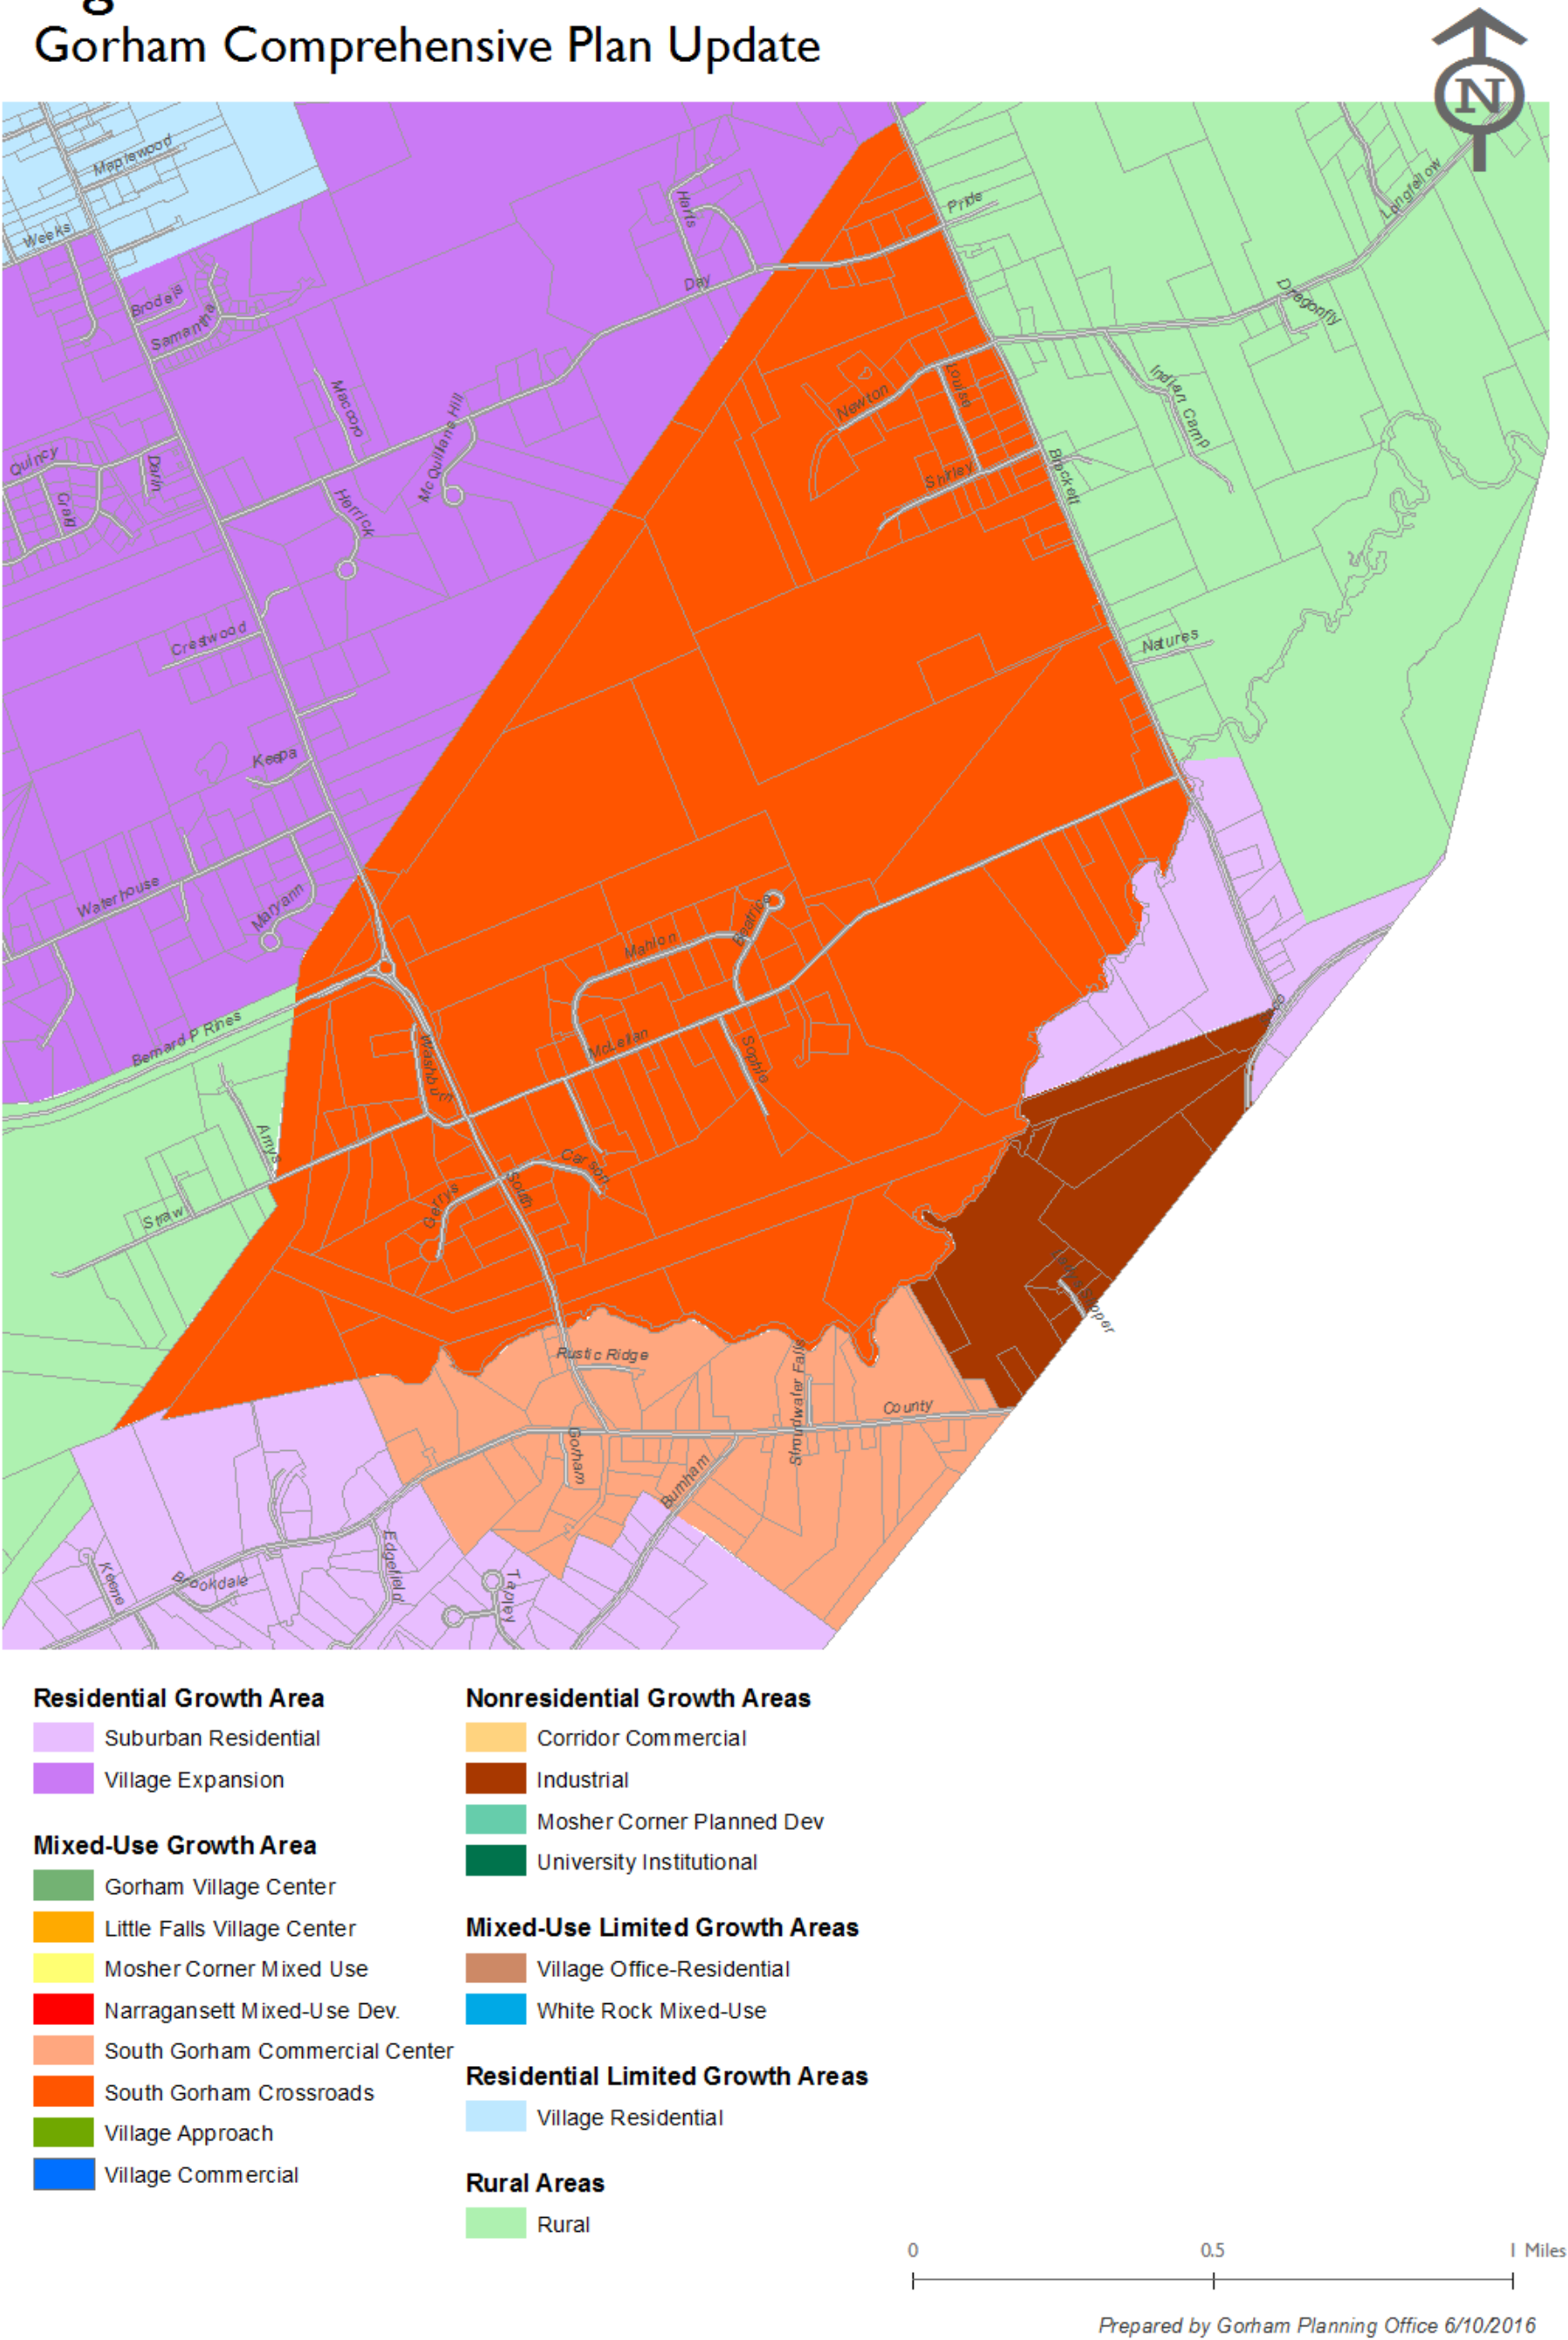 Gorham Comprehensive Plan Update
N
Maplewood
Weeks
Harts
Pride
Longfellow
Day
Brodeis
Samantha
Dragonfly
Macoro
McQuillians Hill
Newton
Louise
Indian Camp
Quincy
Darin
Craig
Herrick
Shirley
Brackett
Crestwood
Natures
Keepa
Waterhouse
Maryann
Mahlon
Beatrice
Bernard P Rines
Washburn
McLellan
Sophie
Amys
Carson
South
Gerrys
Straw
Rustic Ridge
Stroudwater Falls
County
Gorham
Burnham
Edgefield
Keene
Brookdale
Tapley
Residential Growth Area
Suburban Residential
Village Expansion
Mixed-Use Growth Area
Gorham Village Center
Little Falls Village Center
Mosher Corner Mixed Use
Narragansett Mixed-Use Dev.
South Gorham Commercial Center
South Gorham Crossroads
Village Approach
Village Commercial
Nonresidential Growth Areas
Corridor Commercial
Industrial
Mosher Corner Planned Dev
University Institutional
Mixed-Use Limited Growth Areas
Village Office-Residential
White Rock Mixed-Use
Residential Limited Growth Areas
Village Residential
Rural Areas
Rural
0 0.5 1 Miles
Prepared by Gorham Planning Office 6/10/2016